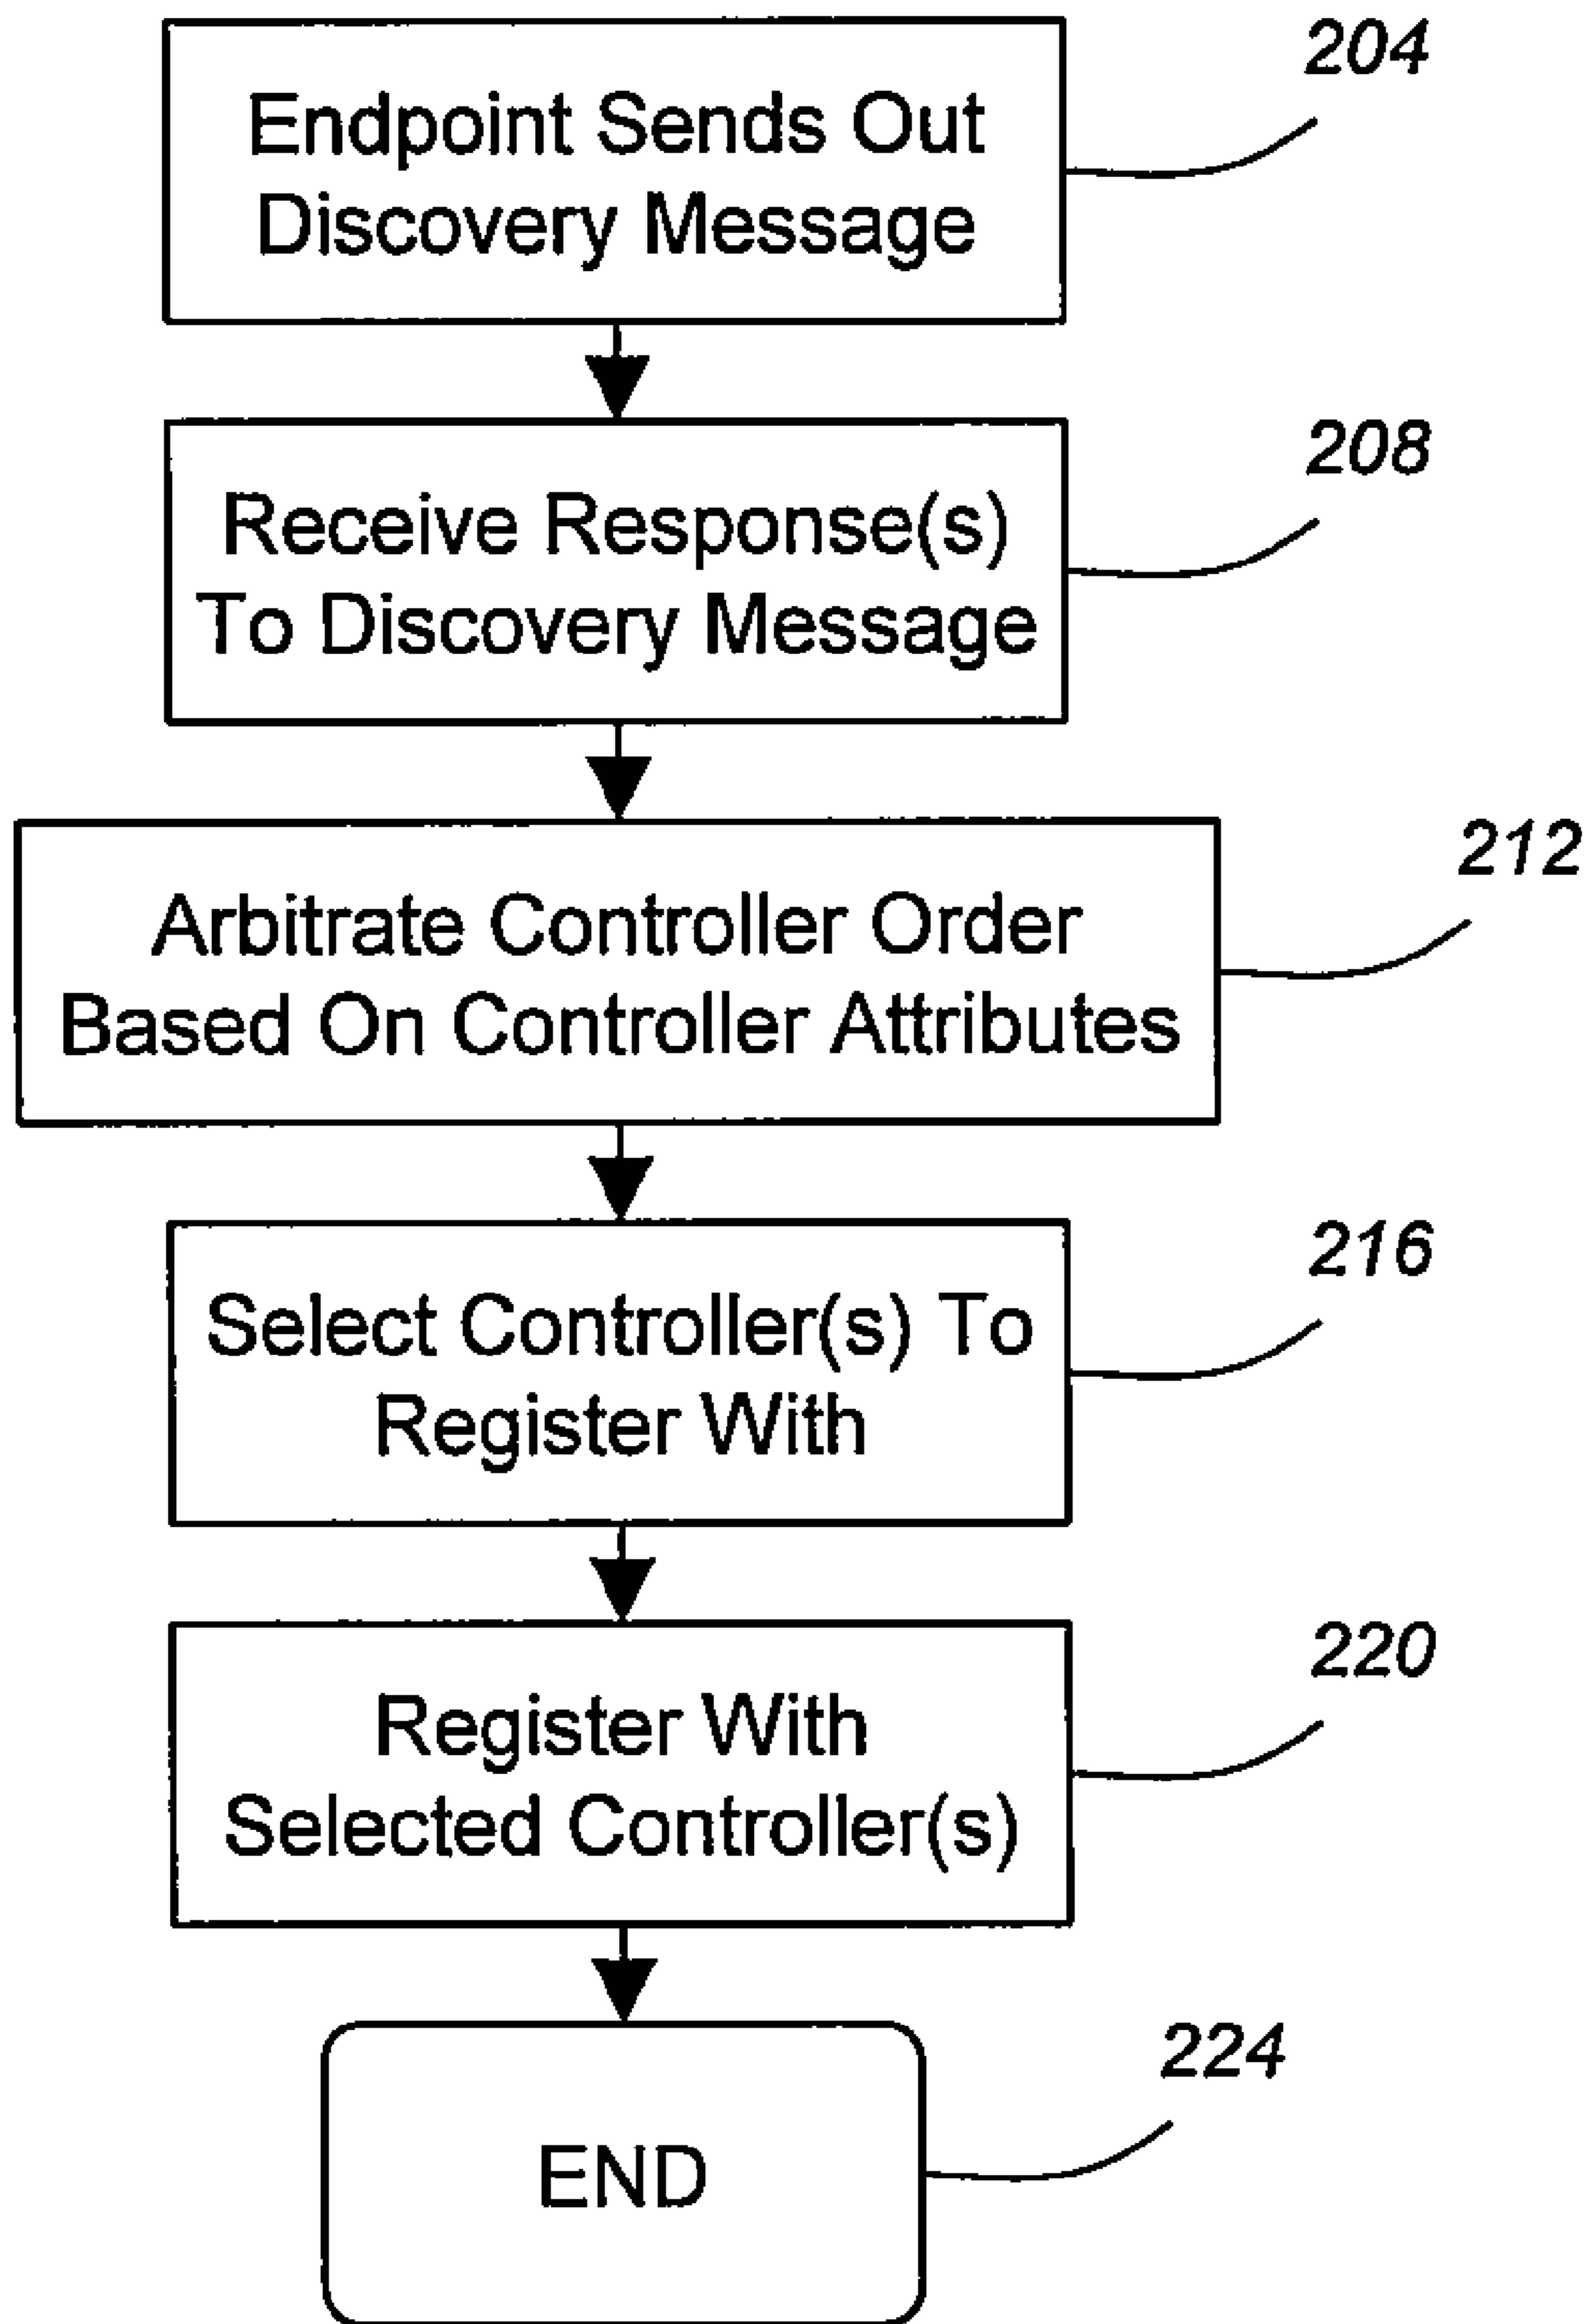 204
Endpoint Sends Out
Discovery Message
208
Receive Response(s)
To Discovery Message
212
Arbitrate Controller Order
Based On Controller Attributes
216
Select Controller(s) To
Register With
220
Register With
Selected Controller(s)
224
END